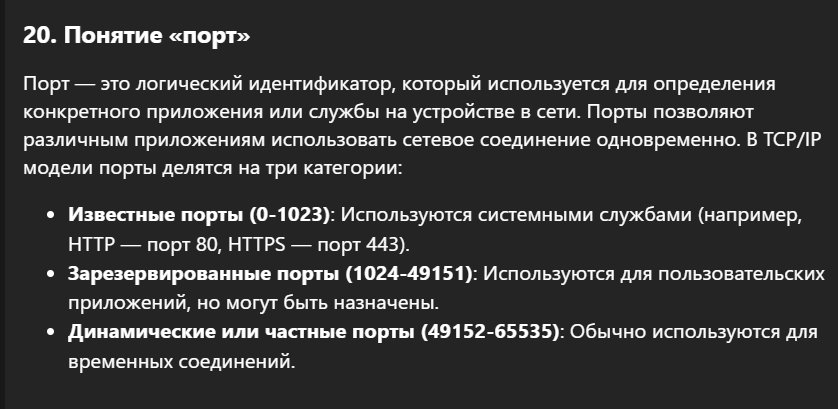 20. Понятие «порт»
Порт — это логический идентификатор, который используется для определения
конкретного приложения или службы на устройстве в сети. Порты позволяют
различным приложениям использовать сетевое соединение одновременно. В TCP/IP
модели порты делятся на три категории:
• Известные порты (0-1023): Используются системными службами (например,
HTTP — порт 80, HTTPS — порт 443).
• Зарезервированные порты (1024-49151): Используются для пользовательских
приложений, но могут быть назначены.
• Динамические или частные порты (49152-65535): Обычно используются для
временных соединений.